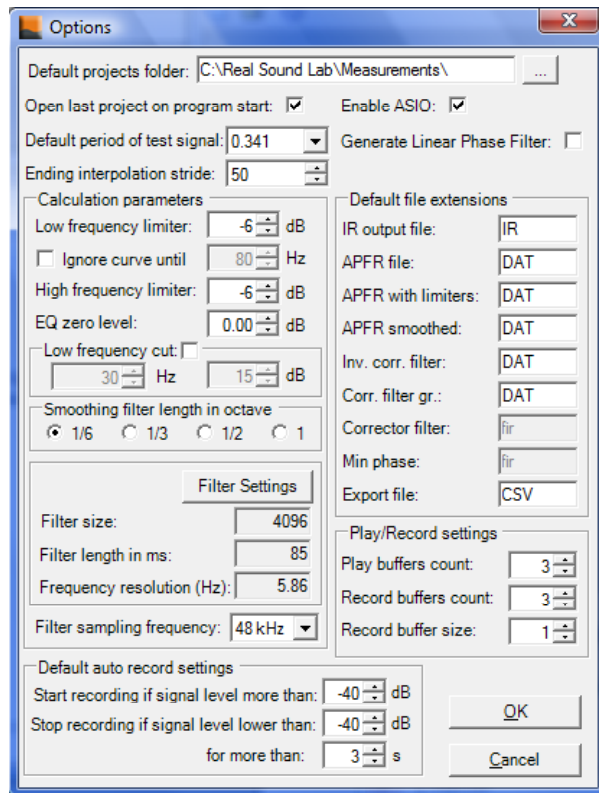 Options
Default projects folder: C:\Real Sound Lab\Measurements\ ...
Open last project on program start: Enable ASIO:
Default period of test signal: 0.341 Generate Linear Phase Filter:
Ending interpolation stride: 50
Calculation parameters
Low frequency limiter: -6 dB
Ignore curve until 80 Hz
High frequency limiter: -6 dB
EQ zero level: 0.00 dB
Low frequency cut:
30 Hz 15 dB
Smoothing filter length in octave
1/6 1/3 1/2 1
Filter Settings
Filter size: 4096
Filter length in ms: 85
Frequency resolution (Hz): 5.86
Filter sampling frequency: 48 kHz
Default file extensions
IR output file: IR
APFR file: DAT
APFR with limiters: DAT
APFR smoothed: DAT
Inv. corr. filter: DAT
Corr. filter gr.: DAT
Corrector filter: fir
Min phase: fir
Export file: CSV
Play/Record settings
Play buffers count: 3
Record buffers count: 3
Record buffer size: 1
Default auto record settings
Start recording if signal level more than: -40 dB
Stop recording if signal level lower than: -40 dB
for more than: 3 s
OK
Cancel